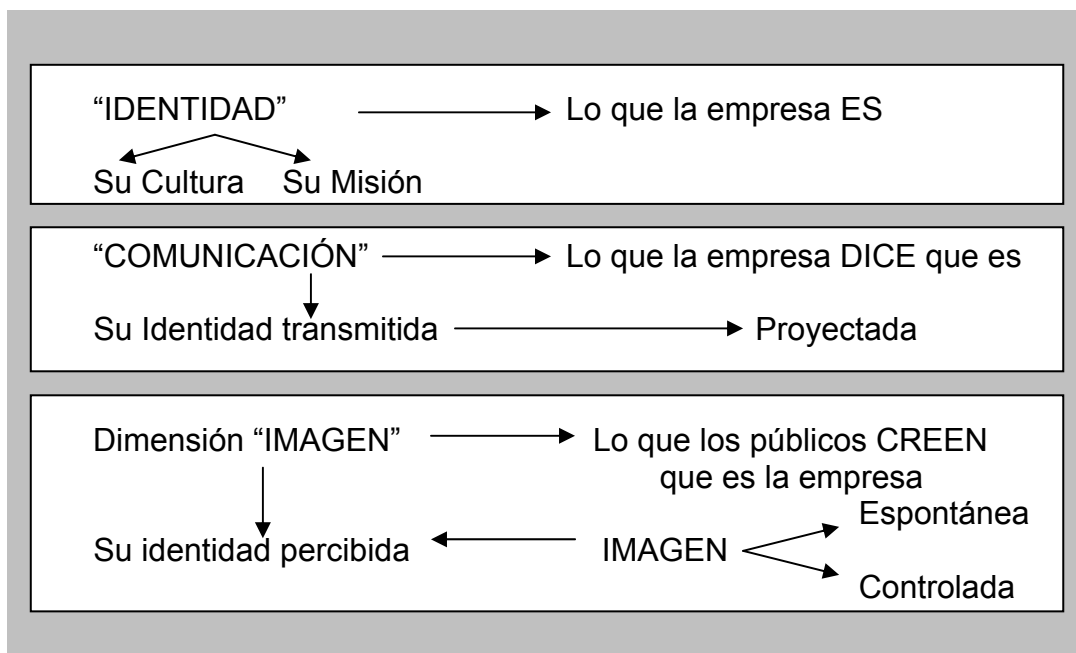 “IDENTIDAD” Lo que la empresa ES
Su Cultura Su Misión
“COMUNICACIÓN” Lo que la empresa DICE que es
Su Identidad transmitida Proyectada
Dimensión “IMAGEN” Lo que los públicos CREEN
que es la empresa
Espontánea
Su identidad percibida IMAGEN
Controlada